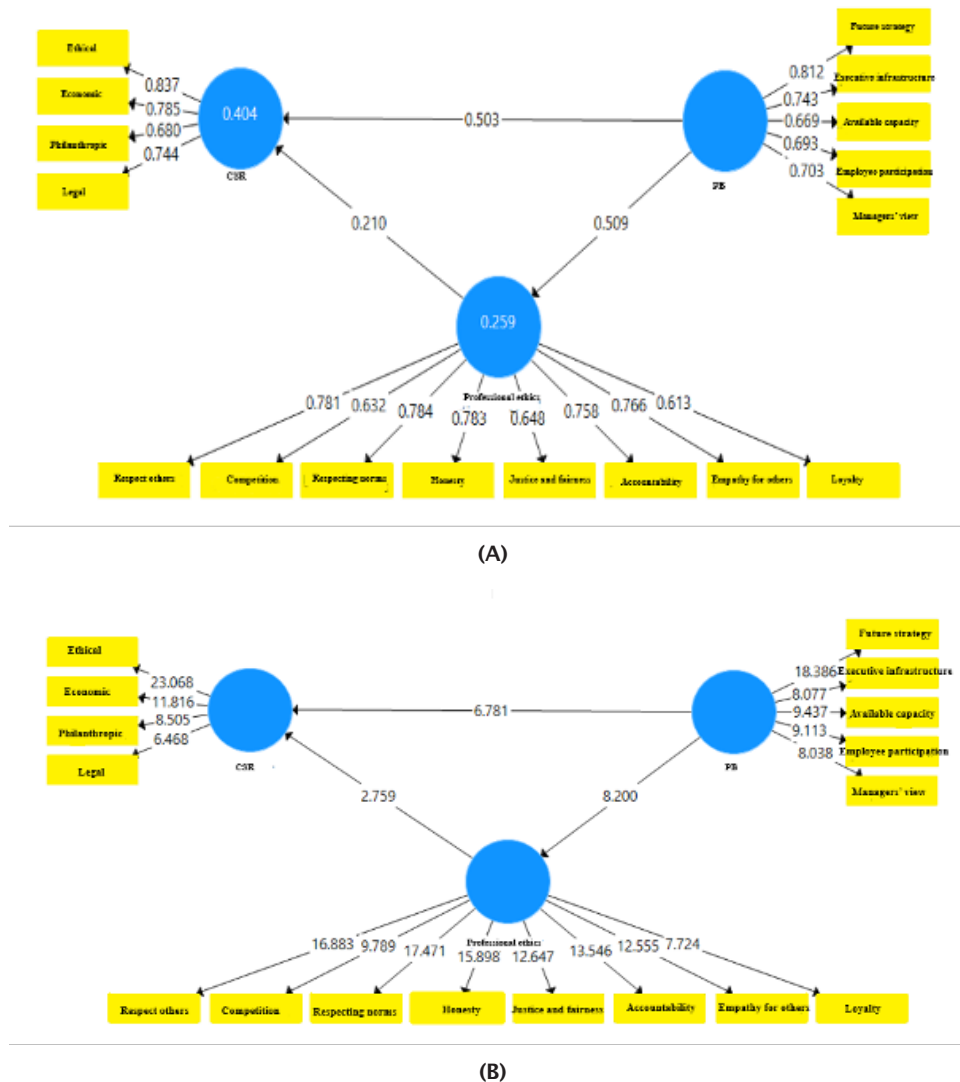 Ethical
Economic
Philanthropic
Legal
0.837
0.785
0.680
0.744
0.404
CSR
0.503
PB
0.812
0.743
0.669
0.693
0.703
Future strategy
Executive infrastructure
Available capacity
Employee participation
Managers' view
0.210
0.509
0.259
Professional ethics
0.781
0.632
0.784
0.783
0.648
0.758
0.766
0.613
Respect others
Competition
Respecting norms
Honesty
Justice and fairness
Accountability
Empathy for others
Loyalty
(A)
Ethical
Economic
Philanthropic
Legal
23.068
11.816
8.505
6.468
CSR
6.781
PB
18.386
8.077
9.437
9.113
8.038
Future strategy
Executive infrastructure
Available capacity
Employee participation
Managers' view
2.759
8.200
Professional ethics
16.883
9.789
17.471
15.898
12.647
13.546
12.555
7.724
Respect others
Competition
Respecting norms
Honesty
Justice and fairness
Accountability
Empathy for others
Loyalty
(B)